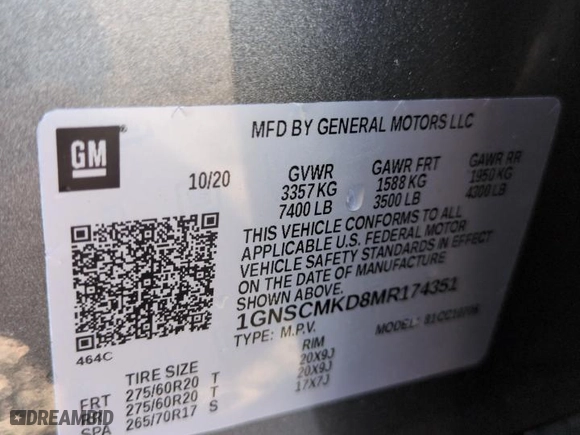 MFD BY GENERAL MOTORS LLC
GM
10/20
GVWR GAWR FRT GAWR RR
3357 KG 1588 KG 1950 KG
7400 LB 3500 LB 4300 LB
THIS VEHICLE CONFORMS TO ALL
APPLICABLE U.S. FEDERAL MOTOR
VEHICLE SAFETY STANDARDS IN EFFECT
ON THE DATE OF MANUFACTURE
SHOWN ABOVE.
1GNSCMKD8MR174351
TYPE: M.P.V. MODEL:
464C
TIRE SIZE RIM
FRT 275/60R20 T 20X9J
275/60R20 T 20X9J
SPA 265/70R17 S 17X7J
DREAMBID